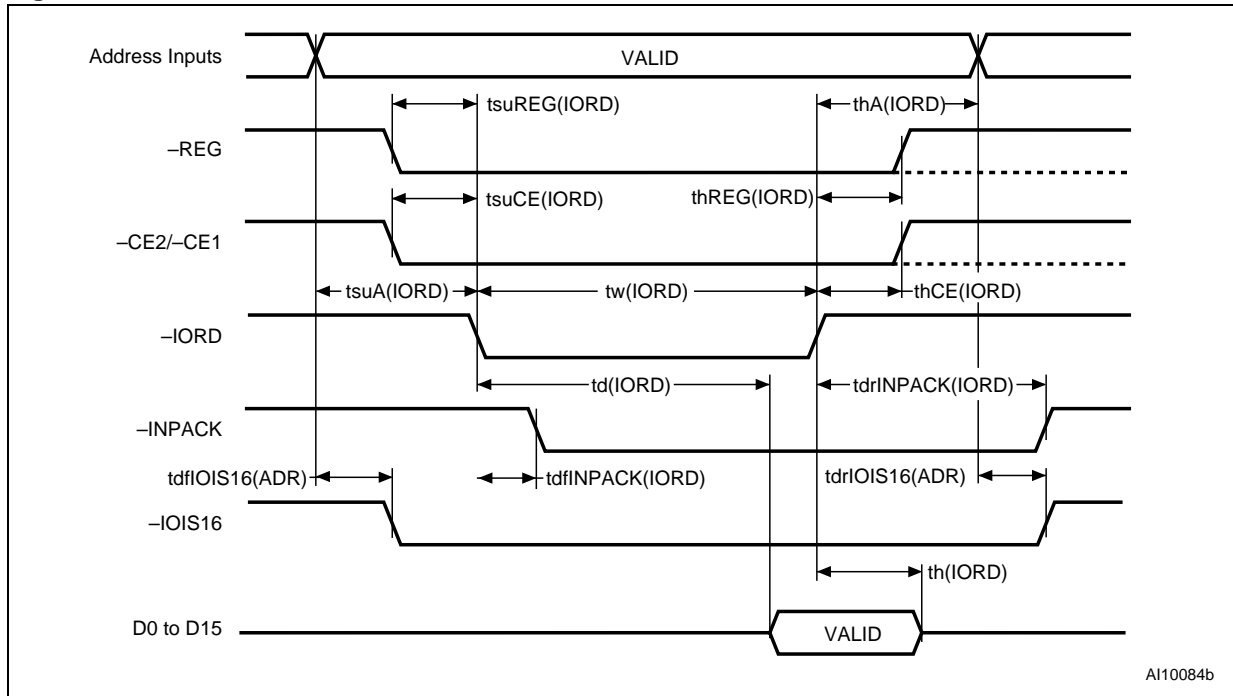 Address Inputs
VALID
tsuREG(IORD)
thA(IORD)
–REG
tsuCE(IORD)
thREG(IORD)
–CE2/–CE1
tsuA(IORD)
tw(IORD)
thCE(IORD)
–IORD
td(IORD)
tdrINPACK(IORD)
–INPACK
tdfIOIS16(ADR)
tdfINPACK(IORD)
tdrIOIS16(ADR)
–IOIS16
th(IORD)
D0 to D15
VALID
AI10084b